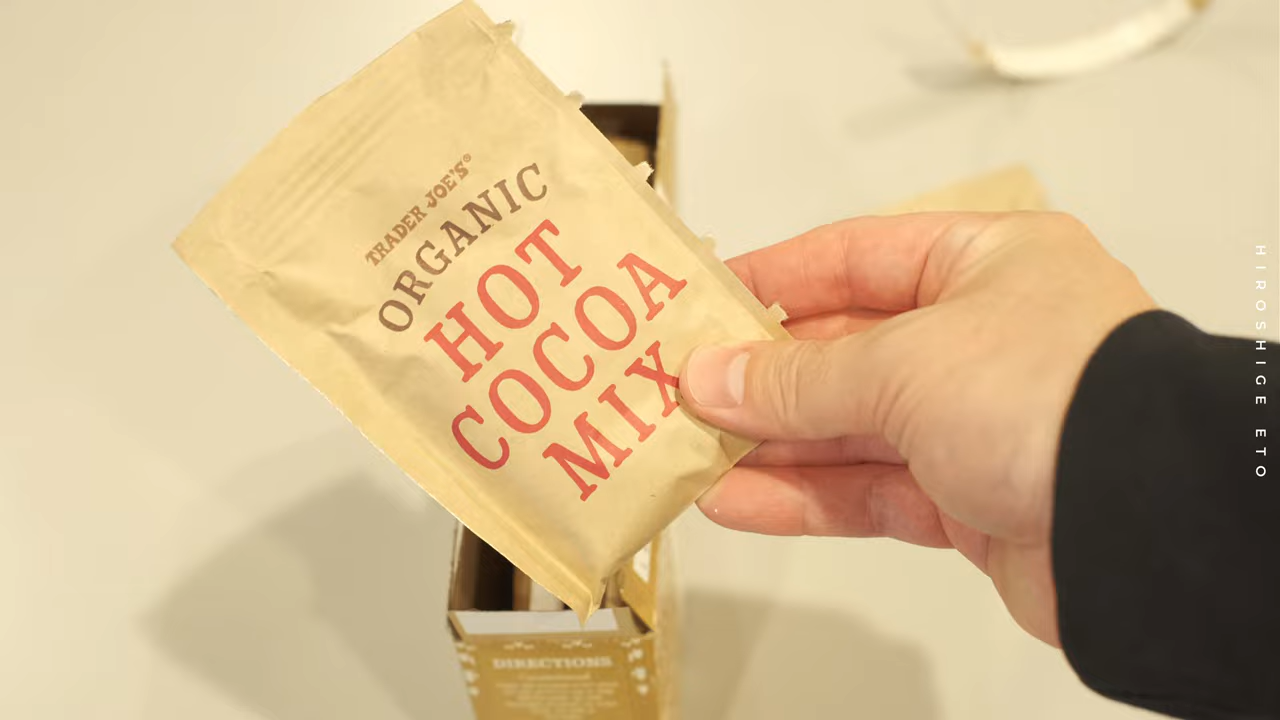 TRADER JOE'S®
ORGANIC
HOT
COCOA
MIX
DIRECTIONS
HIROSHIGE ETO